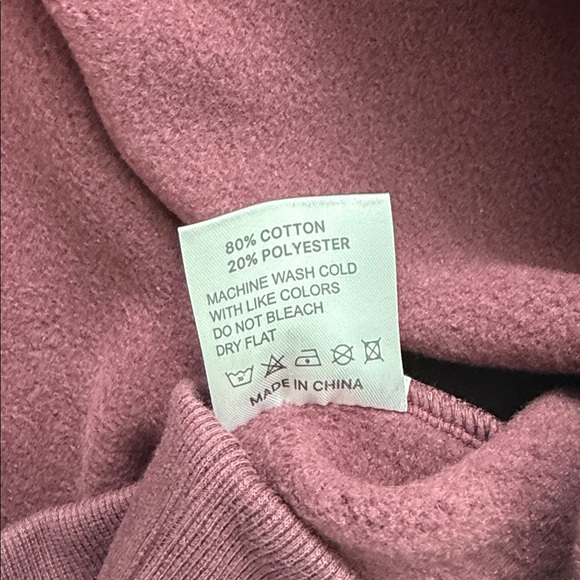 80% COTTON
20% POLYESTER
MACHINE WASH COLD
WITH LIKE COLORS
DO NOT BLEACH
DRY FLAT
MADE IN CHINA